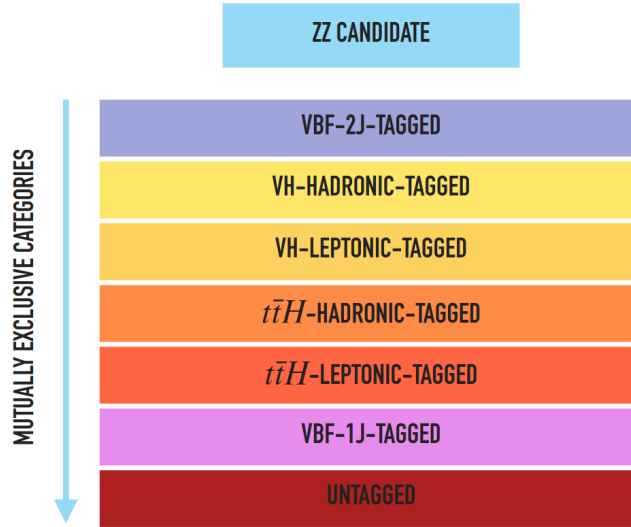 ZZ CANDIDATE
MUTUALLY EXCLUSIVE CATEGORIES
VBF-2J-TAGGED
VH-HADRONIC-TAGGED
VH-LEPTONIC-TAGGED
tt̄H-HADRONIC-TAGGED
tt̄H-LEPTONIC-TAGGED
VBF-1J-TAGGED
UNTAGGED